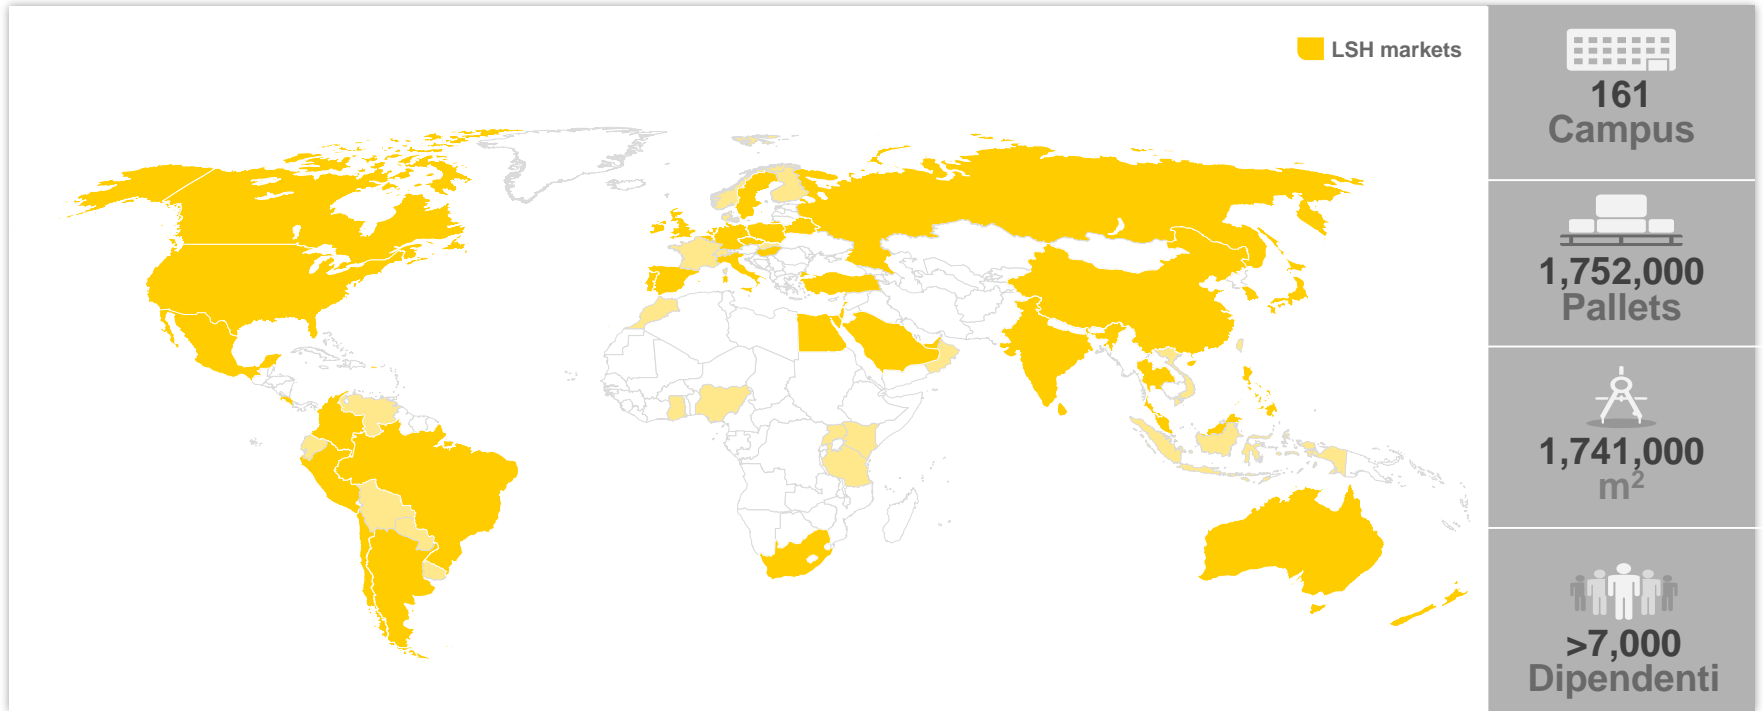 LSH markets
161
Campus
1,752,000
Pallets
1,741,000
m²
>7,000
Dipendenti